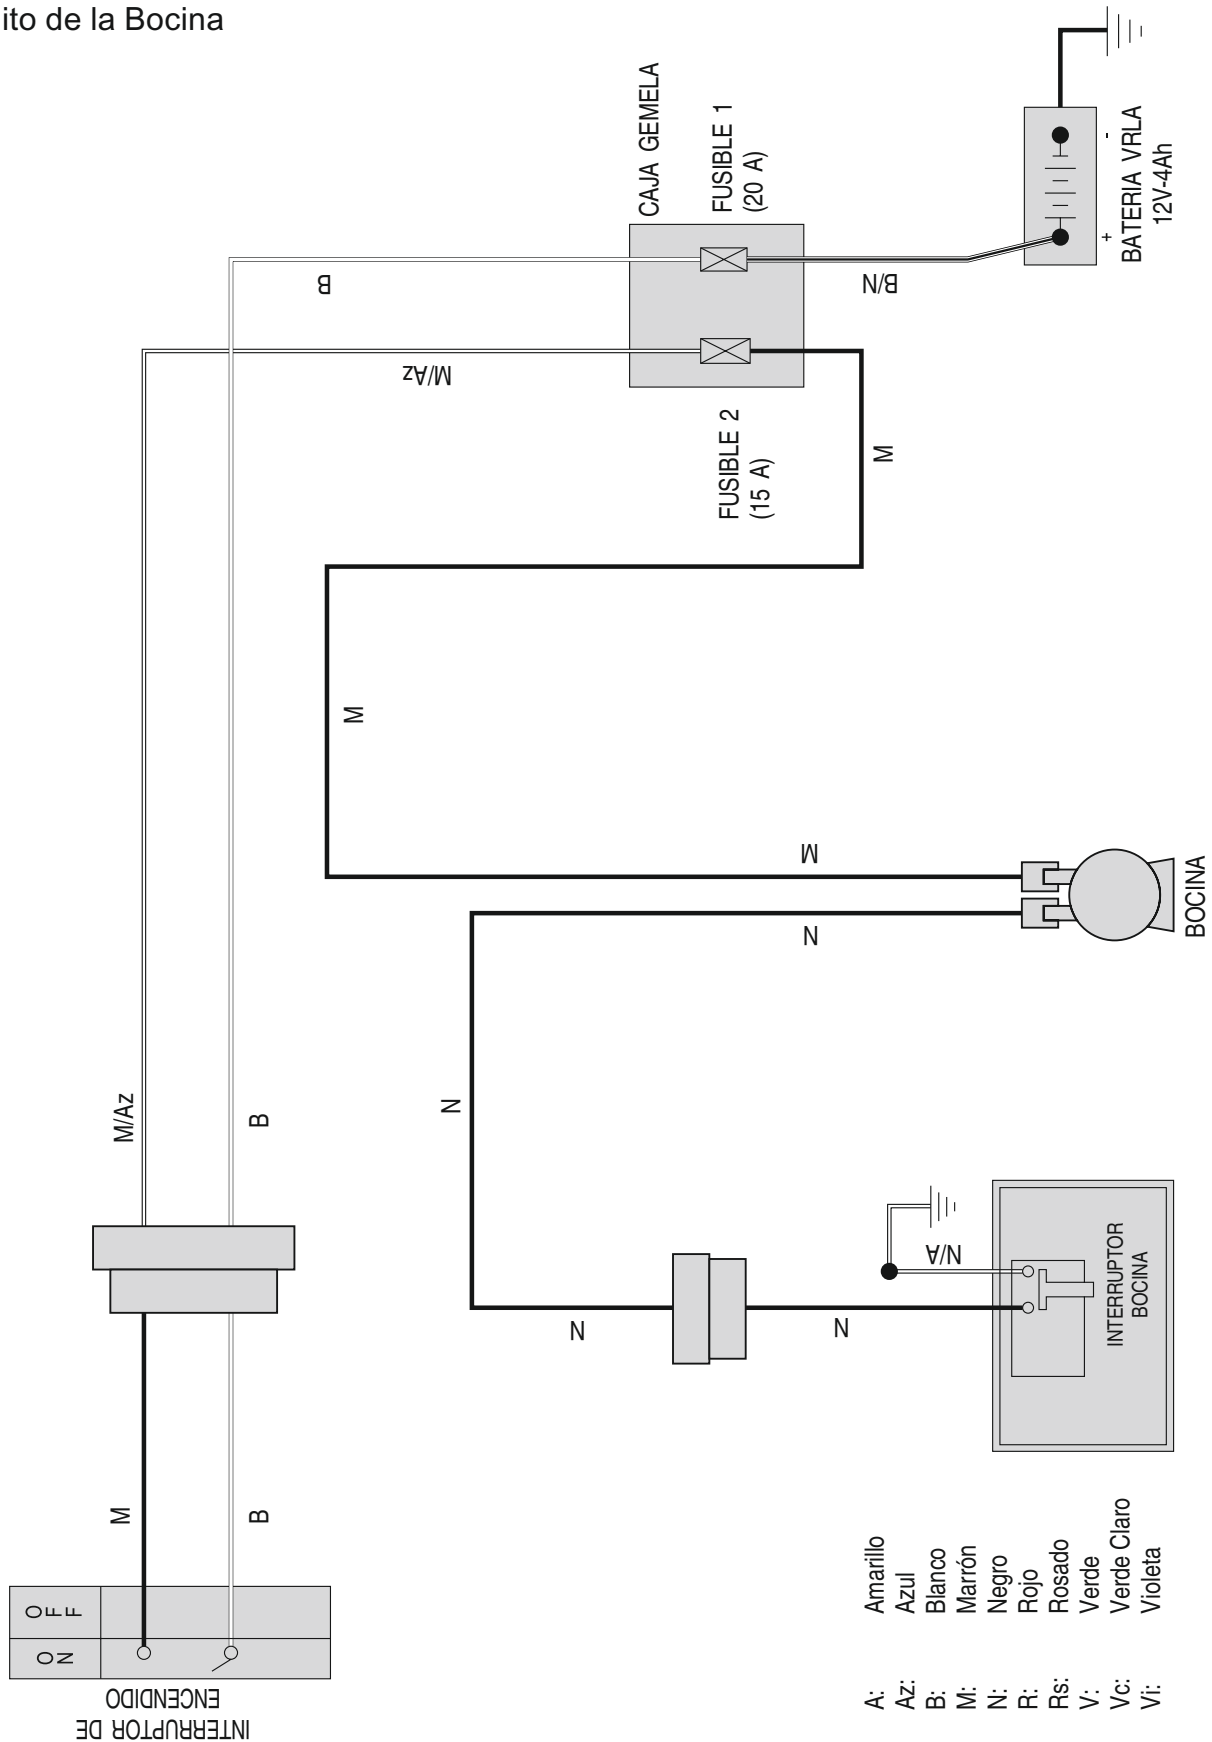 ito de la Bocina
CAJA GEMELA
FUSIBLE 1
(20 A)
BATERIA VRLA
12V-4Ah
+
-
B
B/N
M/Az
FUSIBLE 2
(15 A)
M
M
M
N
BOCINA
M/Az
B
N
N/A
INTERRUPTOR
BOCINA
N
N
M
B
OFF
ON
INTERRUPTOR DE
ENCENDIDO
A: Amarillo
Az: Azul
B: Blanco
M: Marrón
N: Negro
R: Rojo
Rs: Rosado
V: Verde
Vc: Verde Claro
Vi: Violeta